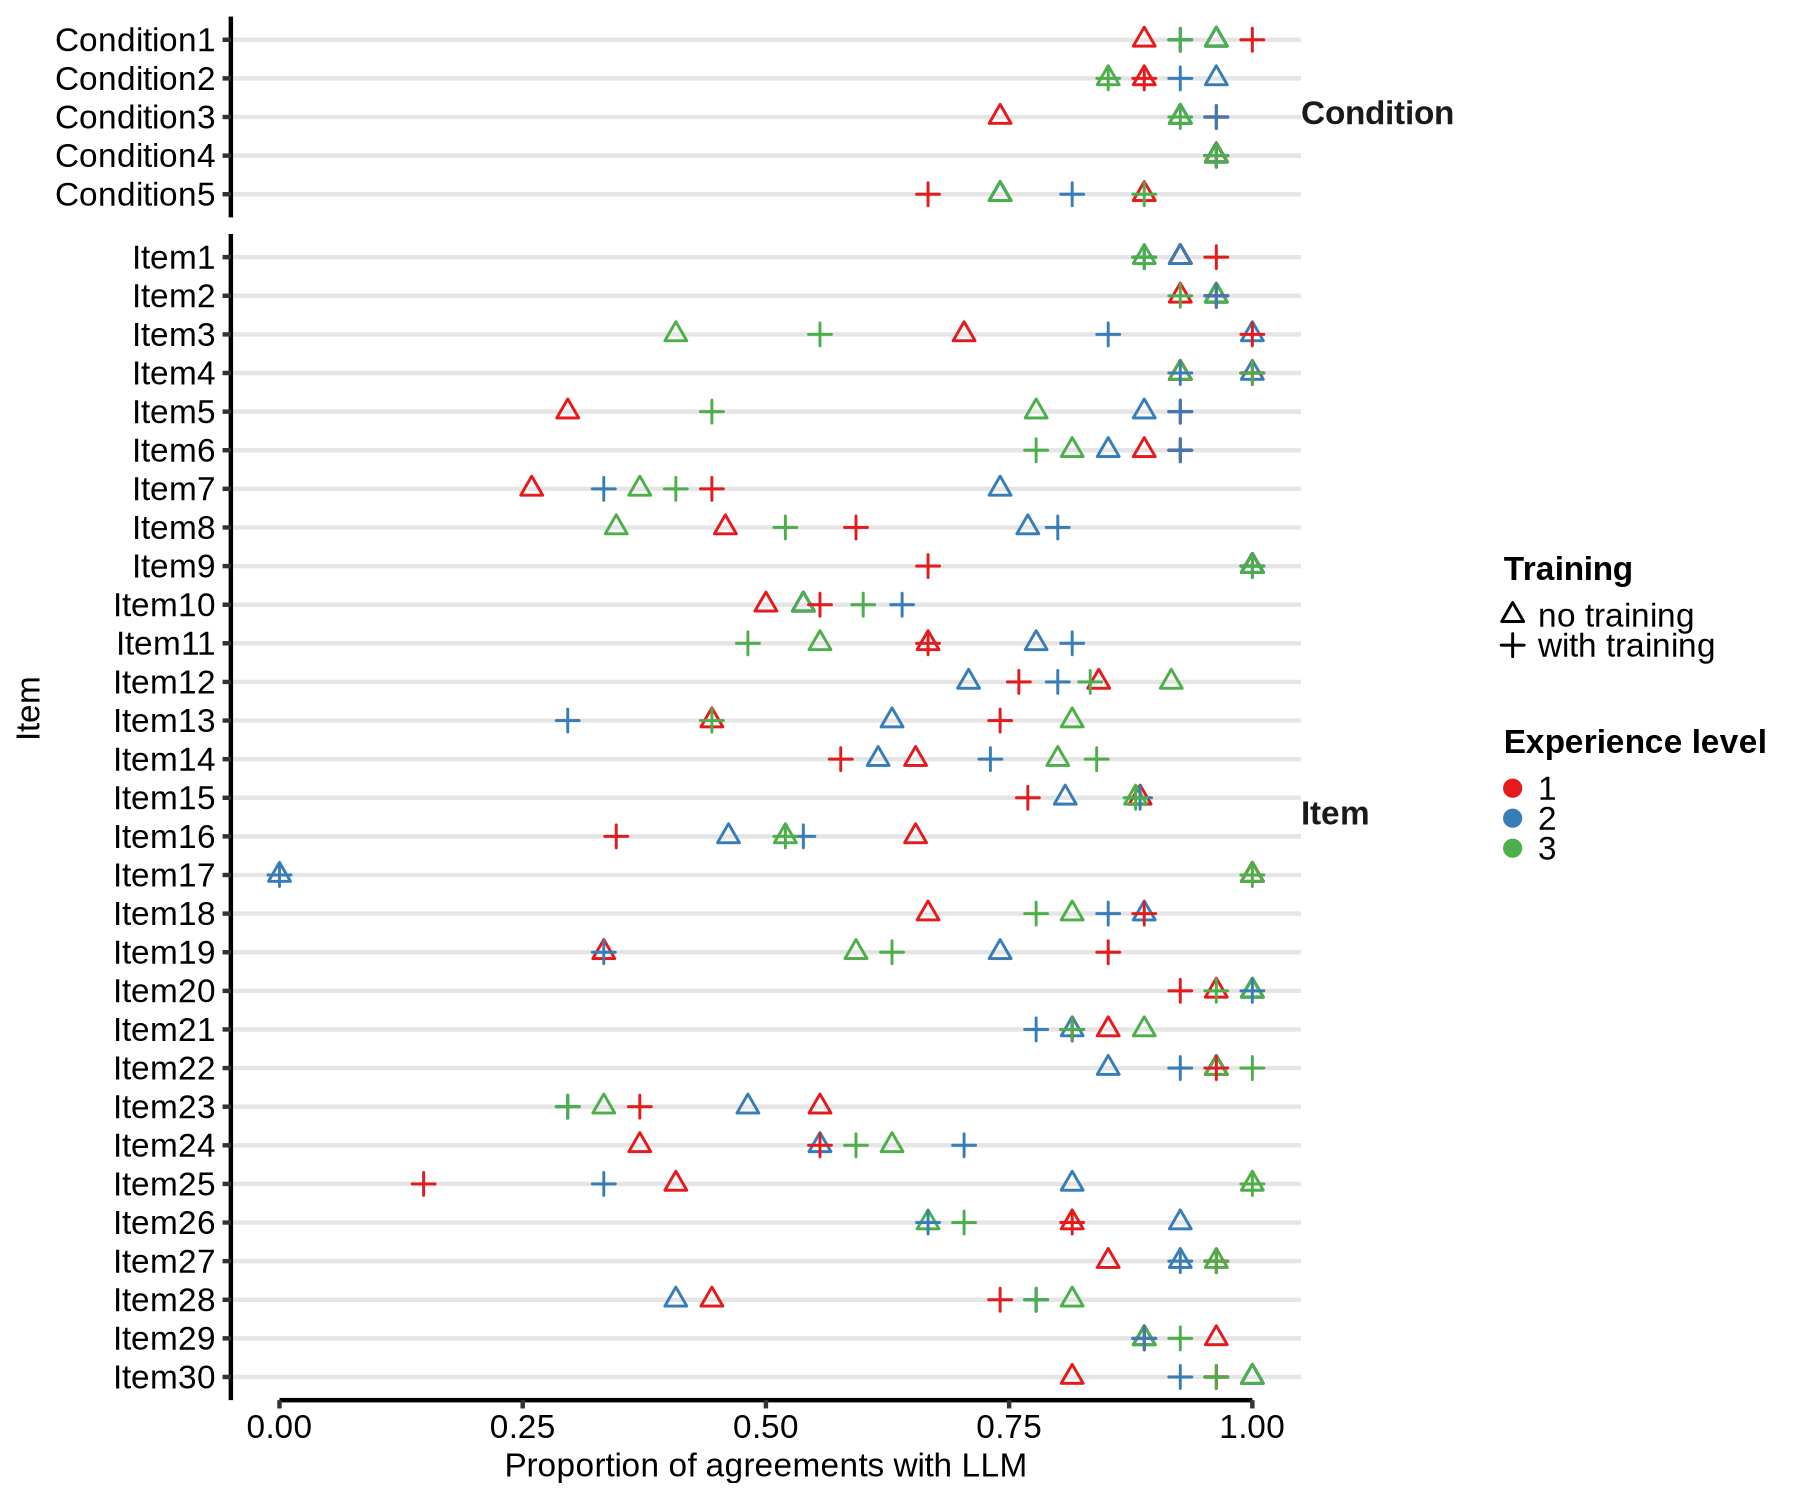 Condition1
Condition2
Condition3
Condition4
Condition5
Condition
Item1
Item2
Item3
Item4
Item5
Item6
Item7
Item8
Item9
Item10
Item11
Item12
Item13
Item14
Item15
Item16
Item17
Item18
Item19
Item20
Item21
Item22
Item23
Item24
Item25
Item26
Item27
Item28
Item29
Item30
Item
Item
0.00
0.25
0.50
0.75
1.00
Proportion of agreements with LLM
Training
no training
with training
Experience level
1
2
3